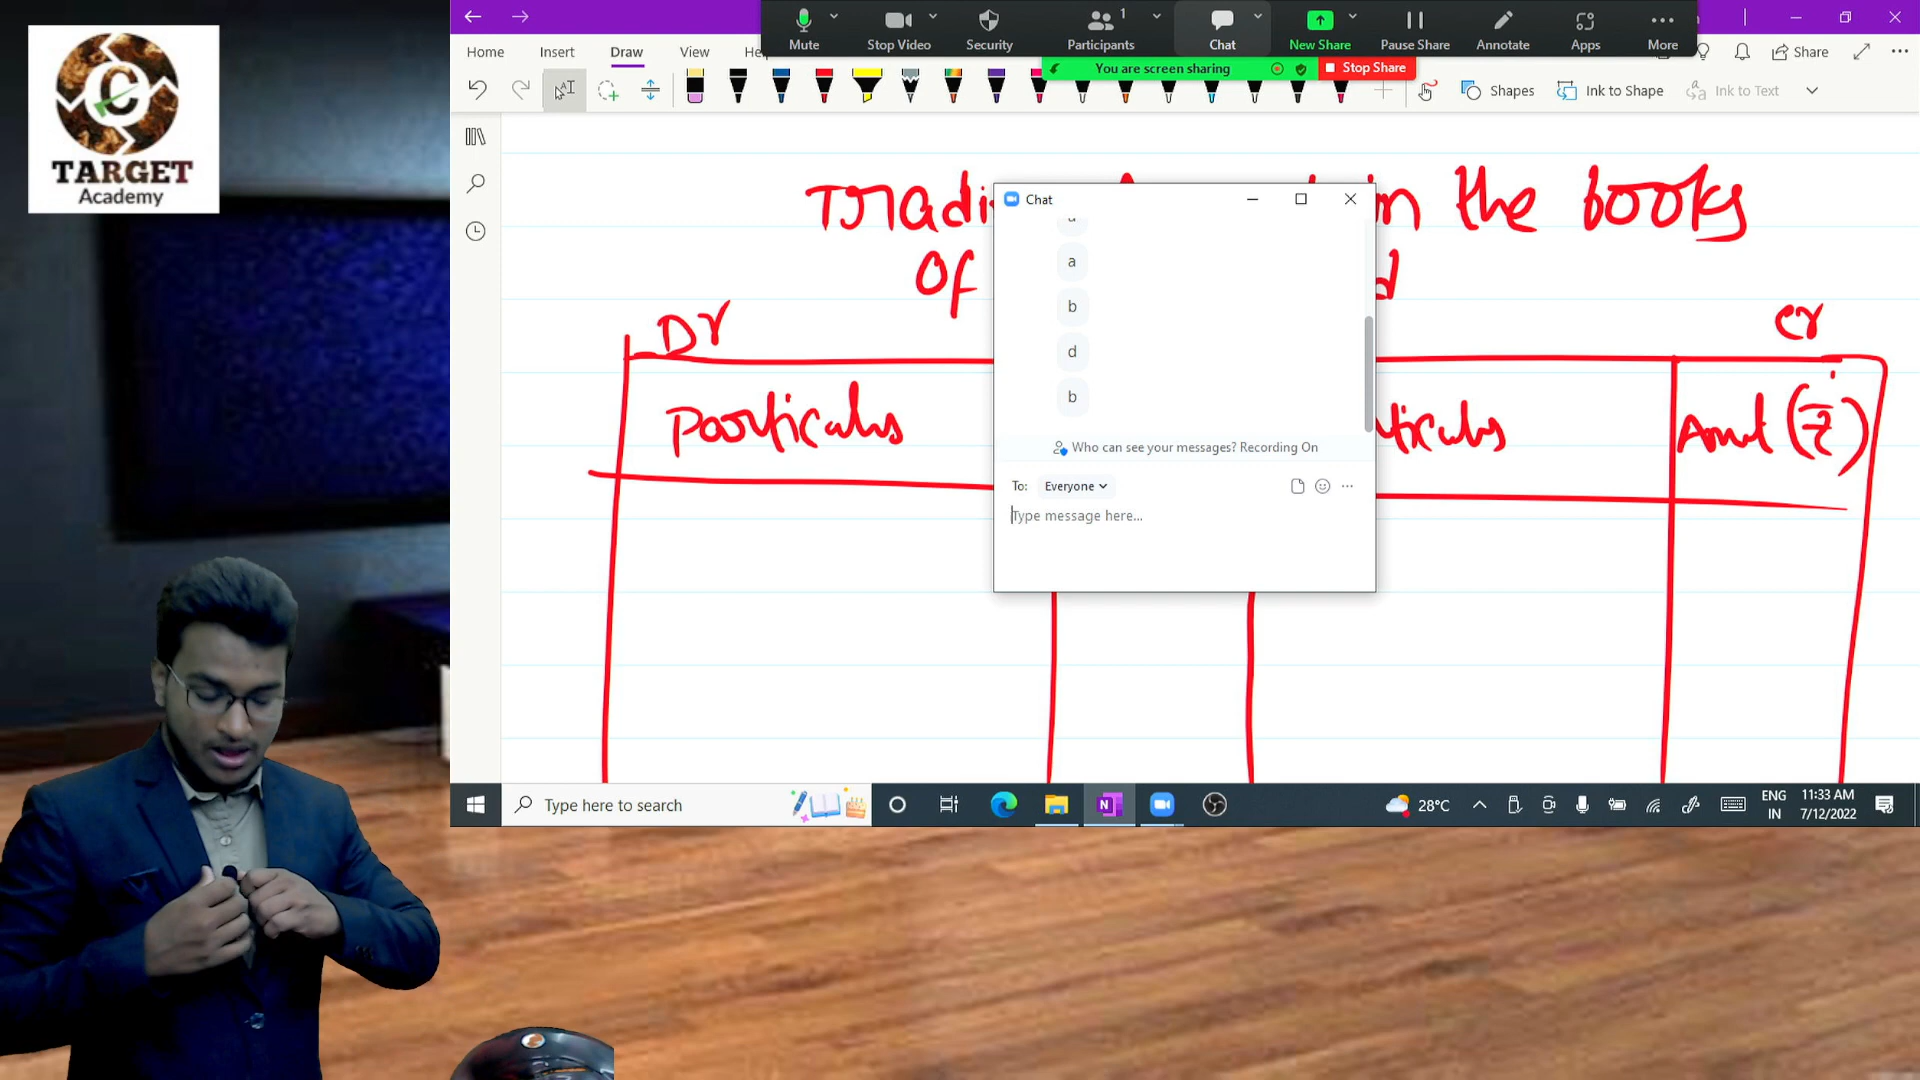 C
TARGET
Academy
Mute
Stop Video
Security
Participants
1
Chat
New Share
Pause Share
Annotate
Apps
More
You are screen sharing
Stop Share
Home
Insert
Draw
View
Share
Shapes
Ink to Shape
Ink to Text
in the books
Of
Dr
Cr
Particulars
Amt (₹)
Chat
a
b
d
b
Who can see your messages? Recording On
To: Everyone
Type message here...
Type here to search
28°C
ENG
IN
11:33 AM
7/12/2022